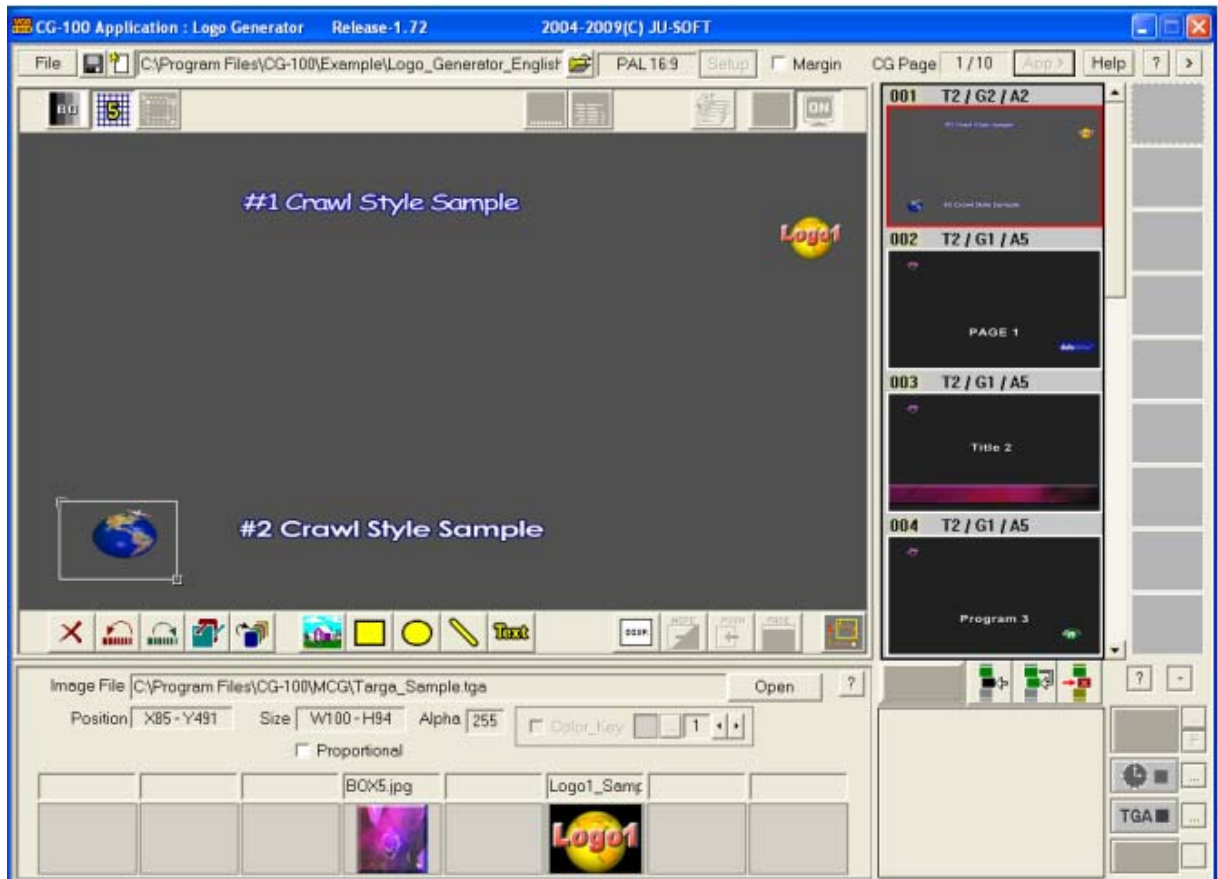 CG-100 Application : Logo Generator Release-1.72 2004-2009(C) JU-SOFT
File C:\Program Files\CG-100\Example\Logo_Generator_English PAL 16:9 Setup Margin CG Page 1/10 App> Help ? >
BG 5 ON
001 T2 / G2 / A2
#1 Crawl Style Sample
Logo1
#2 Crawl Style Sample
002 T2 / G1 / A5
PAGE 1
003 T2 / G1 / A5
Title 2
004 T2 / G1 / A5
Program 3
Text
Image File C:\Program Files\CG-100\MCG\Targa_Sample.tga Open ?
? -
Position X85 - Y491 Size W100 - H94 Alpha 255 Color_Key ... 1
Proportional
F
BOX5.jpg Logo1_Samp
...
Logo1
TGA ...